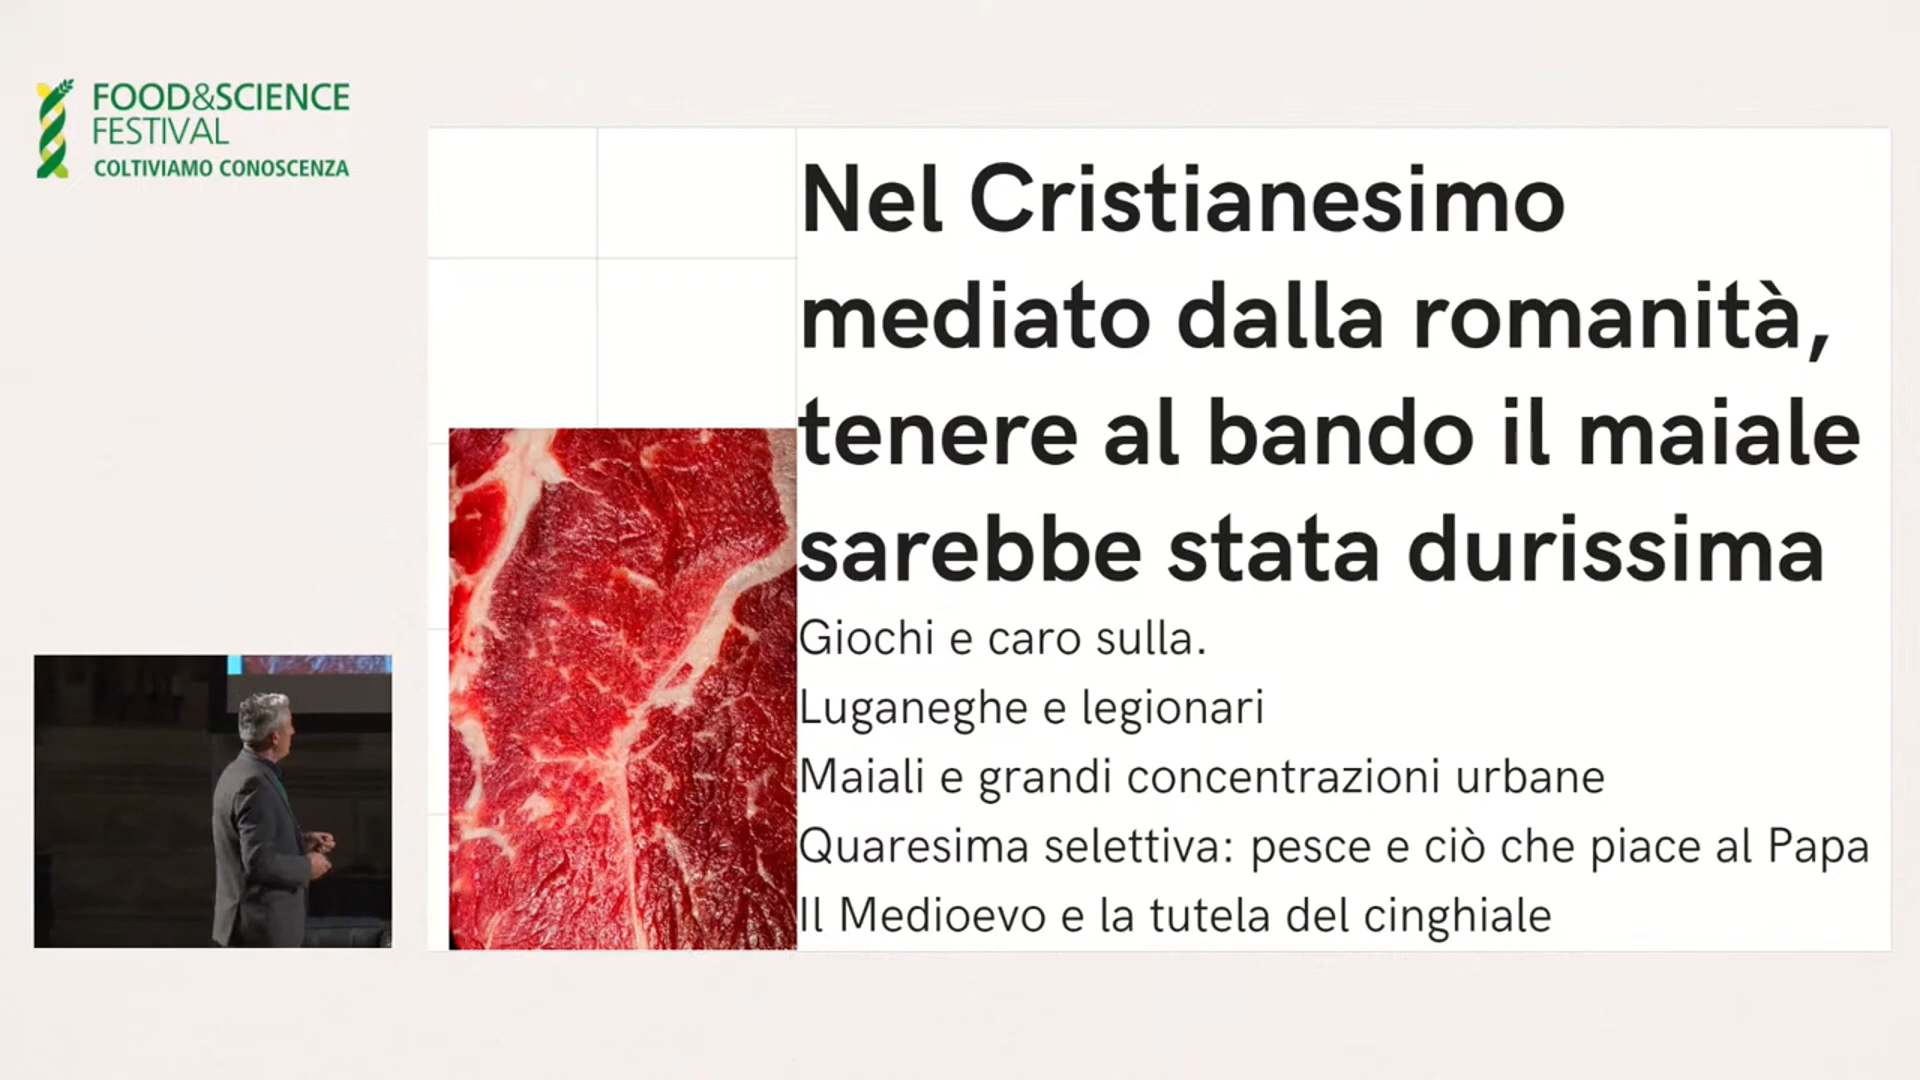 FOOD&SCIENCE
FESTIVAL
COLTIVIAMO CONOSCENZA
Nel Cristianesimo
mediato dalla romanità,
tenere al bando il maiale
sarebbe stata durissima
Giochi e caro sulla.
Luganeghe e legionari
Maiali e grandi concentrazioni urbane
Quaresima selettiva: pesce e ciò che piace al Papa
Il Medioevo e la tutela del cinghiale